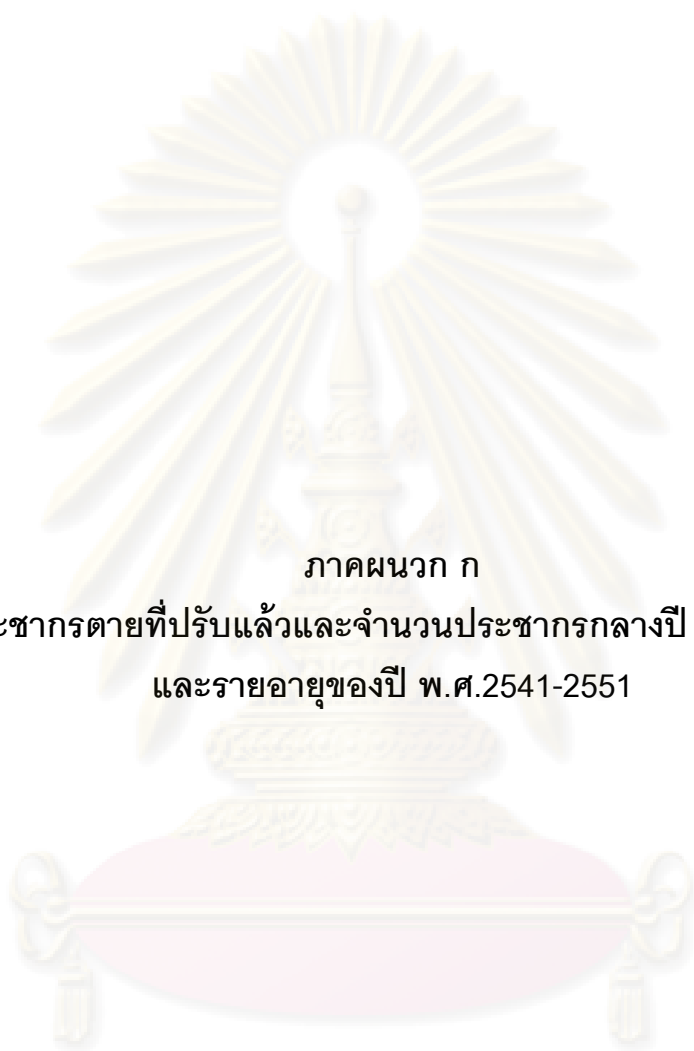 ภาคผนวก ก
ประชากรตายที่ปรับแล้วและจำนวนประชากรกลางปี
และรายอายุของปี พ.ศ.2541-2551